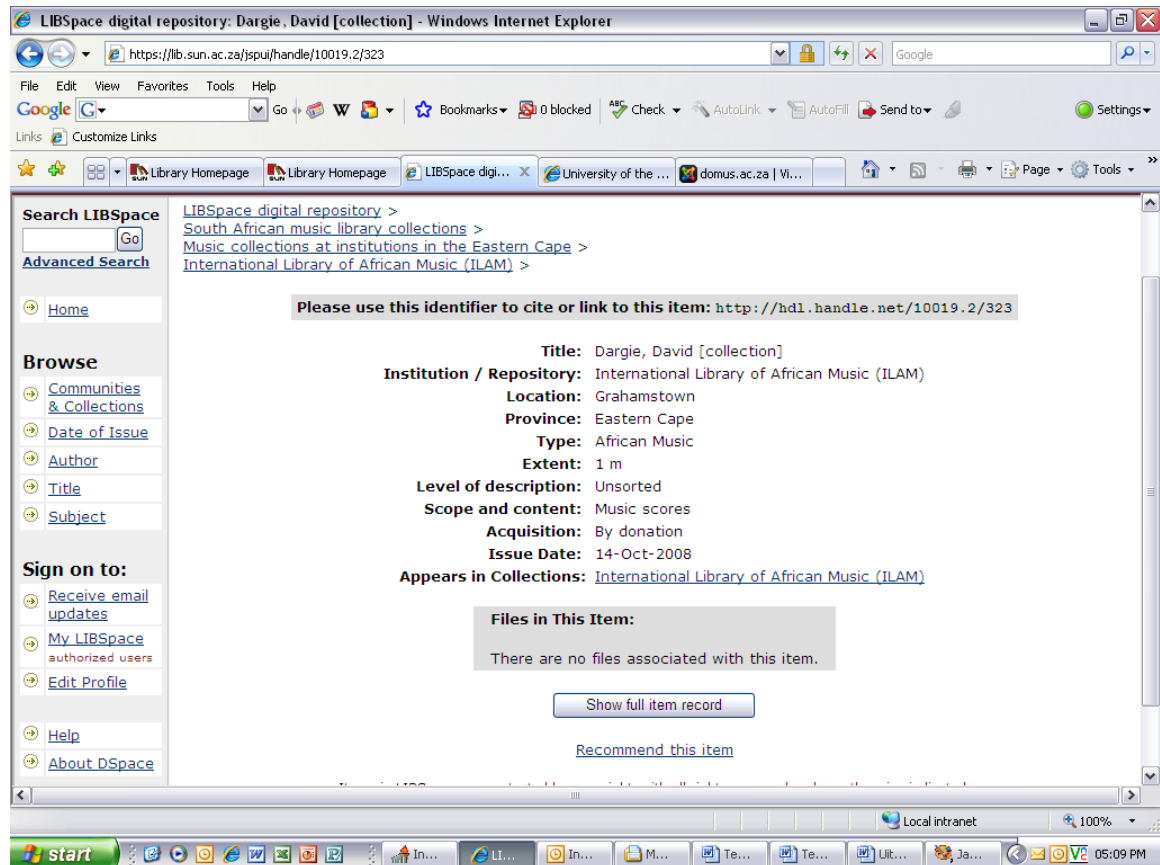 LIBSpace digital repository: Dargie, David [collection] - Windows Internet Explorer
https://lib.sun.ac.za/jspui/handle/10019.2/323
Google
File Edit View Favorites Tools Help
Google G Go W Bookmarks 0 blocked ABC Check AutoLink AutoFill Send to Settings
Links Customize Links
Library Homepage Library Homepage LIBSpace digi... X University of the ... domus.ac.za | Vi... Page Tools »
Search LIBSpace
Go
Advanced Search
Home
Browse
Communities
& Collections
Date of Issue
Author
Title
Subject
Sign on to:
Receive email
updates
My LIBSpace
authorized users
Edit Profile
Help
About DSpace
LIBSpace digital repository >
South African music library collections >
Music collections at institutions in the Eastern Cape >
International Library of African Music (ILAM) >
Please use this identifier to cite or link to this item: http://hdl.handle.net/10019.2/323
Title: Dargie, David [collection]
Institution / Repository: International Library of African Music (ILAM)
Location: Grahamstown
Province: Eastern Cape
Type: African Music
Extent: 1 m
Level of description: Unsorted
Scope and content: Music scores
Acquisition: By donation
Issue Date: 14-Oct-2008
Appears in Collections: International Library of African Music (ILAM)
Files in This Item:
There are no files associated with this item.
Show full item record
Recommend this item
Local intranet 100%
start In... LI... In... M... Te... Te... Uit... Ja... 05:09 PM